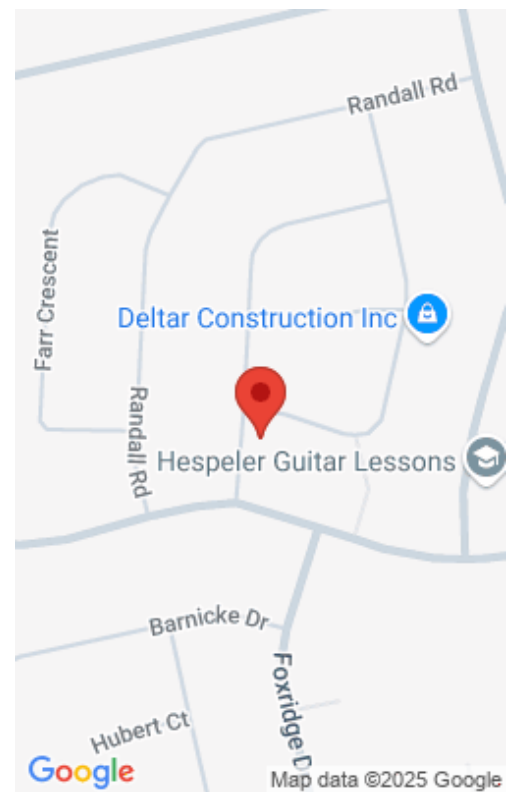 Randall Rd
Farr Crescent
Deltar Construction Inc
Randall Rd
Hespeler Guitar Lessons
Barnicke Dr
Foxridge D
Hubert Ct
Google
Map data ©2025 Google